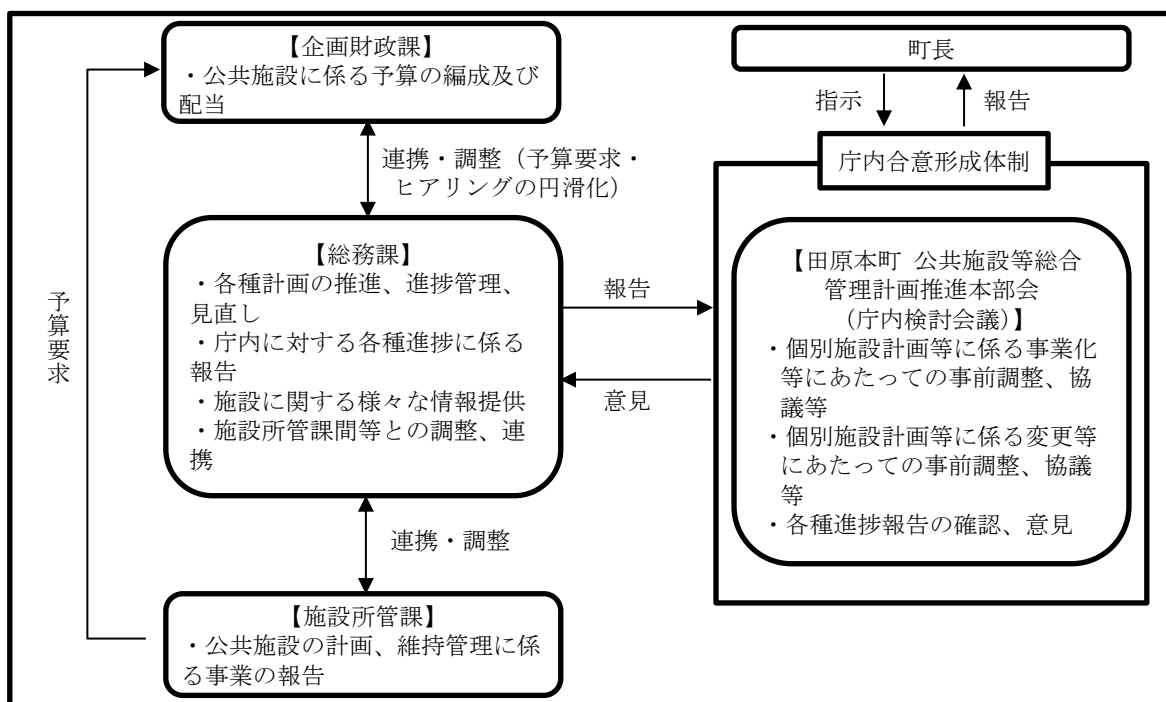 【企画財政課】
・公共施設に係る予算の編成及び
配当
連携・調整（予算要求・
ヒアリングの円滑化）
【総務課】
・各種計画の推進、進捗管理、
見直し
・庁内に対する各種進捗に係る
報告
・施設に関する様々な情報提供
・施設所管課間等との調整、連
携
連携・調整
【施設所管課】
・公共施設の計画、維持管理に係
る事業の報告
予算要求
報告
意見
町長
指示
報告
庁内合意形成体制
【田原本町 公共施設等総合
管理計画推進本部会
（庁内検討会議）】
・個別施設計画等に係る事業化
等にあたっての事前調整、協
議等
・個別施設計画等に係る変更等
にあたっての事前調整、協議
等
・各種進捗報告の確認、意見